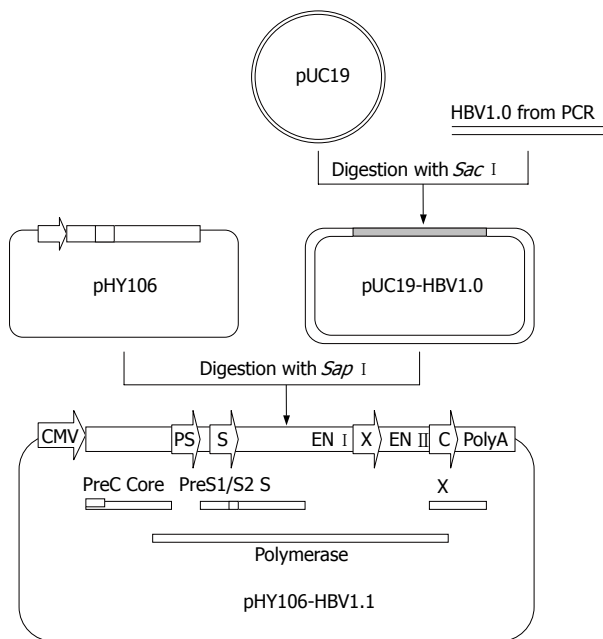 pUC19
HBV1.0 from PCR
Digestion with Sac Ⅰ
pHY106
pUC19-HBV1.0
Digestion with Sap Ⅰ
CMV PS S EN Ⅰ X EN Ⅱ C PolyA
PreC Core PreS1/S2 S X
Polymerase
pHY106-HBV1.1